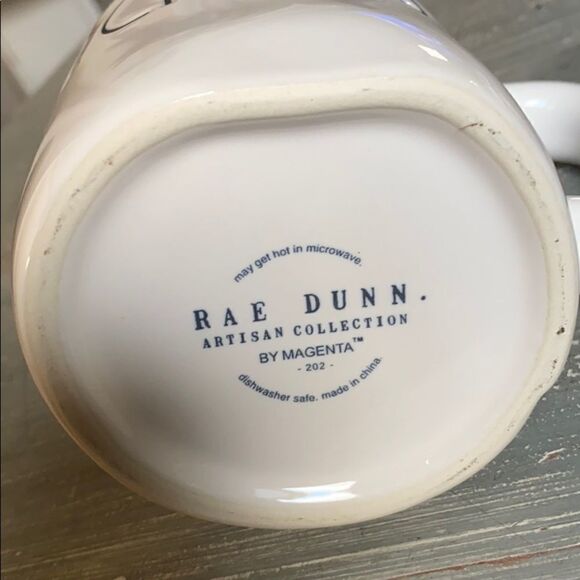 may get hot in microwave.
RAE DUNN.
ARTISAN COLLECTION
BY MAGENTA™
- 202 -
dishwasher safe. made in china.